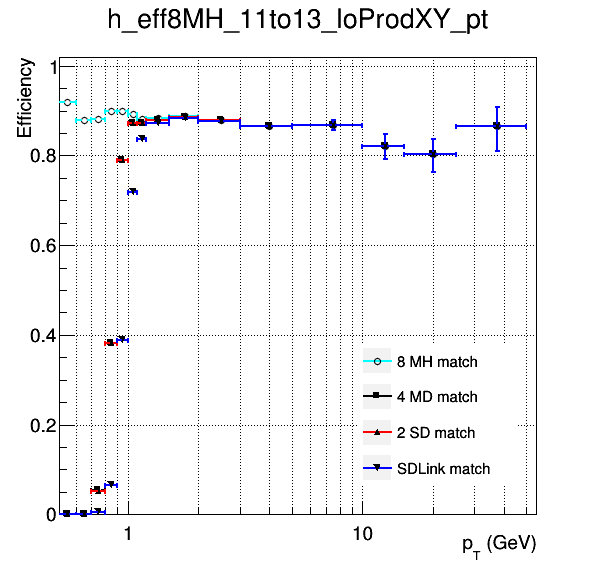 h_eff8MH_11to13_loProdXY_pt
Efficiency
1
0.8
0.6
0.4
0.2
0
8 MH match
4 MD match
2 SD match
SDLink match
1
10
p_T (GeV)